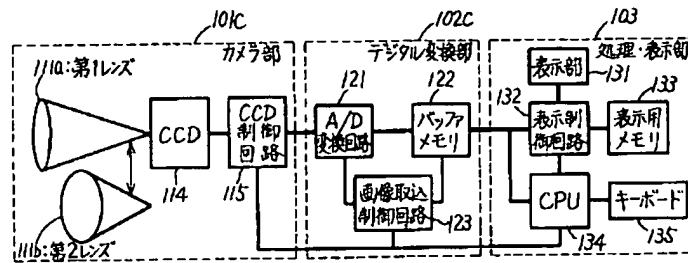 101C
カメラ部
111a:第1レンズ
CCD
114
CCD
制御
回路
115
111b:第2レンズ
102C
デジタル変換部
121
A/D
変換回路
122
バッファ
メモリ
画像取込
制御回路
123
103
処理・表示部
表示部
131
132
表示制
御回路
133
表示用
メモリ
CPU
134
キーボード
135